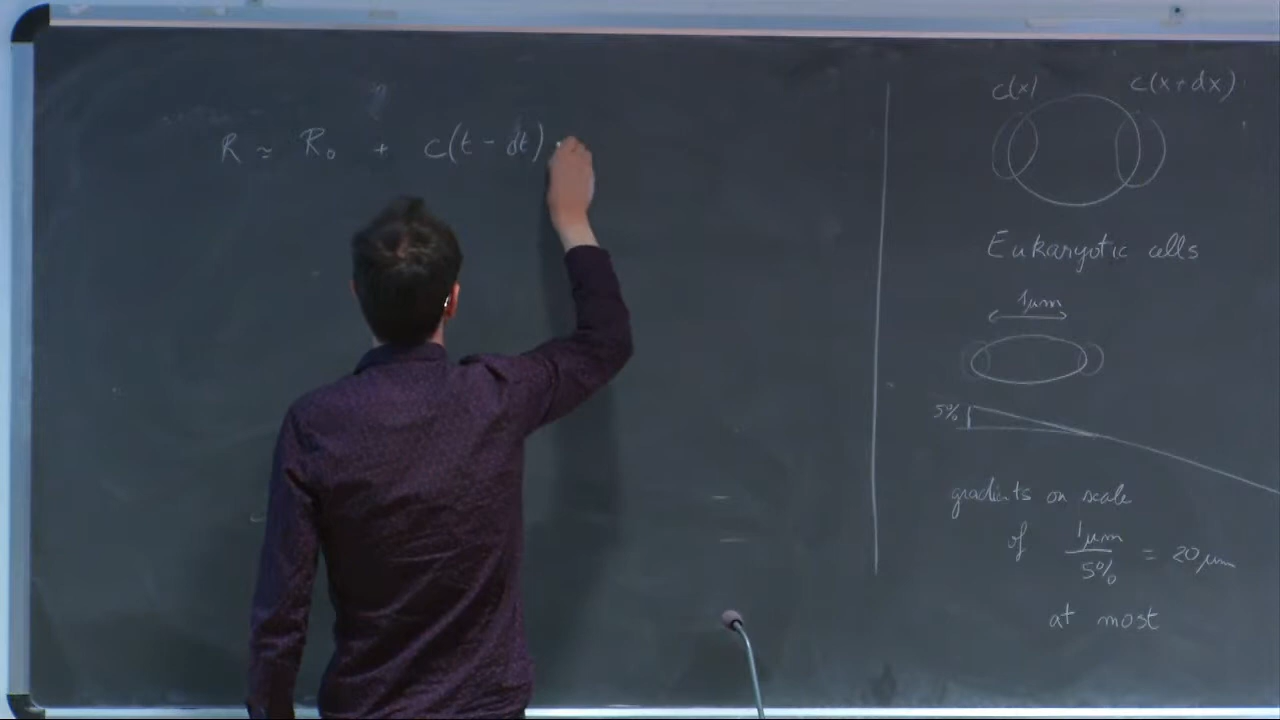 R ≈ R₀ + c(t - dt)
c(x) c(x+dx)
Eukaryotic cells
1μm
5%
gradients on scale
of 1μm / 5% = 20μm
at most